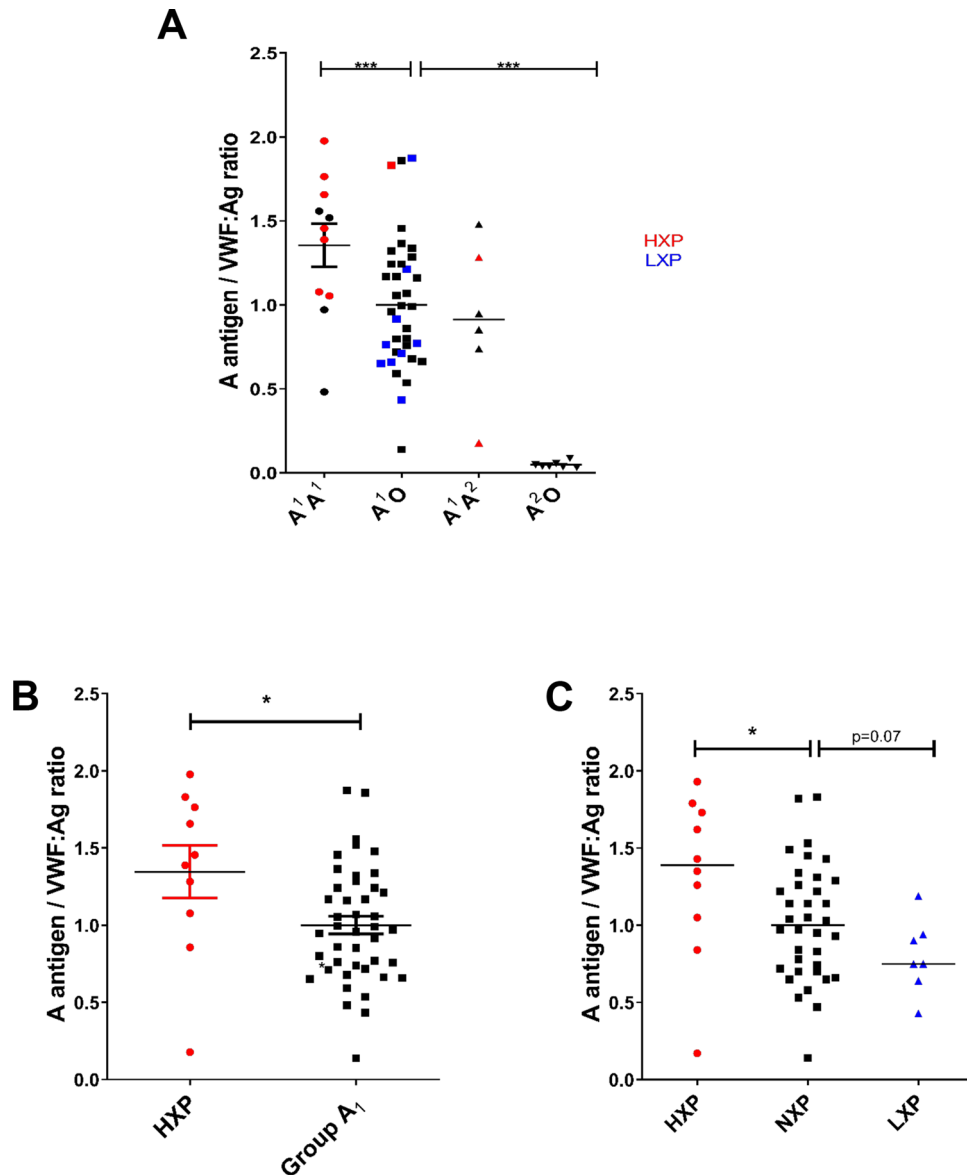 A
A antigen / VWF:Ag ratio
2.5
2.0
1.5
1.0
0.5
0.0
***
***
A¹A¹
A¹O
A¹A²
A²O
HXP
LXP
B
A antigen / VWF:Ag ratio
2.5
2.0
1.5
1.0
0.5
0.0
*
*
HXP
Group A₁
C
A antigen / VWF:Ag ratio
2.5
2.0
1.5
1.0
0.5
0.0
*
p=0.07
HXP
NXP
LXP